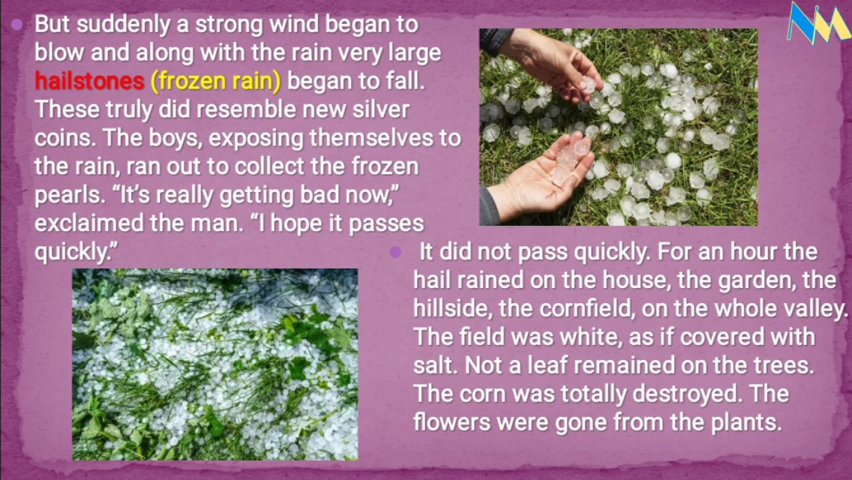 But suddenly a strong wind began to
blow and along with the rain very large
hailstones (frozen rain) began to fall.
These truly did resemble new silver
coins. The boys, exposing themselves to
the rain, ran out to collect the frozen
pearls. “It’s really getting bad now,”
exclaimed the man. “I hope it passes
quickly.”
It did not pass quickly. For an hour the
hail rained on the house, the garden, the
hillside, the cornfield, on the whole valley.
The field was white, as if covered with
salt. Not a leaf remained on the trees.
The corn was totally destroyed. The
flowers were gone from the plants.
NM